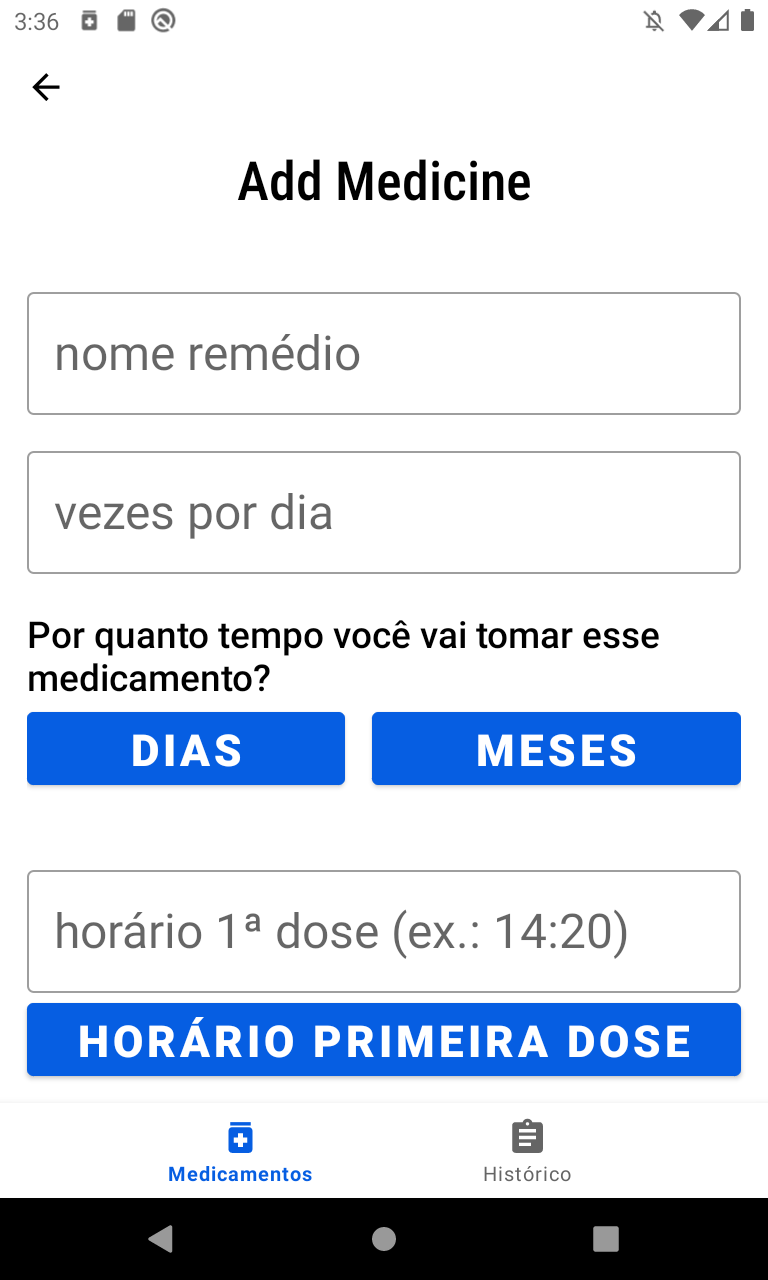 3:36
Add Medicine
nome remédio
vezes por dia
Por quanto tempo você vai tomar esse
medicamento?
DIAS
MESES
horário 1ª dose (ex.: 14:20)
HORÁRIO PRIMEIRA DOSE
Medicamentos
Histórico